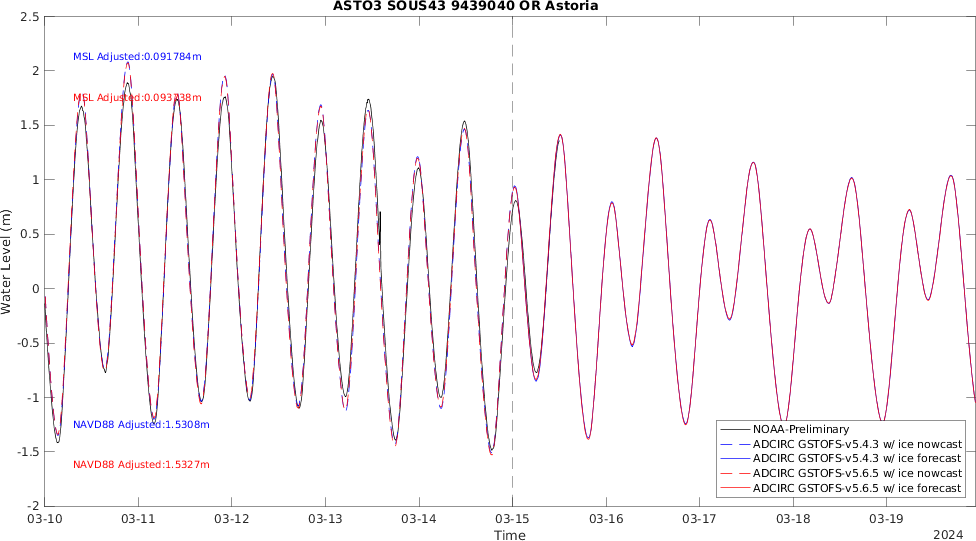 ASTO3 SOUS43 9439040 OR Astoria
2.5
2
1.5
1
0.5
0
-0.5
-1
-1.5
-2
Water Level (m)
MSL Adjusted:0.091784m
MSL Adjusted:0.093738m
NAVD88 Adjusted:1.5308m
NAVD88 Adjusted:1.5327m
NOAA-Preliminary
ADCIRC GSTOFS-v5.4.3 w/ ice nowcast
ADCIRC GSTOFS-v5.4.3 w/ ice forecast
ADCIRC GSTOFS-v5.6.5 w/ ice nowcast
ADCIRC GSTOFS-v5.6.5 w/ ice forecast
03-10 03-11 03-12 03-13 03-14 03-15 03-16 03-17 03-18 03-19
Time
2024